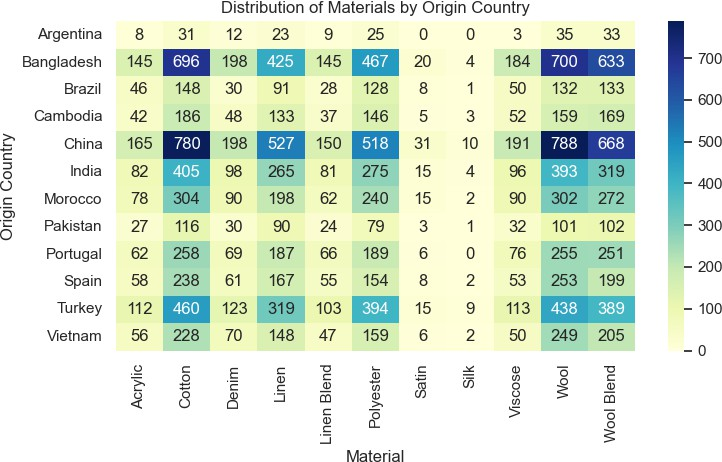 Distribution of Materials by Origin Country
Argentina 8 31 12 23 9 25 0 0 3 35 33
Bangladesh 145 696 198 425 145 467 20 4 184 700 633
Brazil 46 148 30 91 28 128 8 1 50 132 133
Cambodia 42 186 48 133 37 146 5 3 52 159 169
China 165 780 198 527 150 518 31 10 191 788 668
India 82 405 98 265 81 275 15 4 96 393 319
Morocco 78 304 90 198 62 240 15 2 90 302 272
Pakistan 27 116 30 90 24 79 3 1 32 101 102
Portugal 62 258 69 187 66 189 6 0 76 255 251
Spain 58 238 61 167 55 154 8 2 53 253 199
Turkey 112 460 123 319 103 394 15 9 113 438 389
Vietnam 56 228 70 148 47 159 6 2 50 249 205
Origin Country
Acrylic Cotton Denim Linen Linen Blend Polyester Satin Silk Viscose Wool Wool Blend
Material
700
600
500
400
300
200
100
0